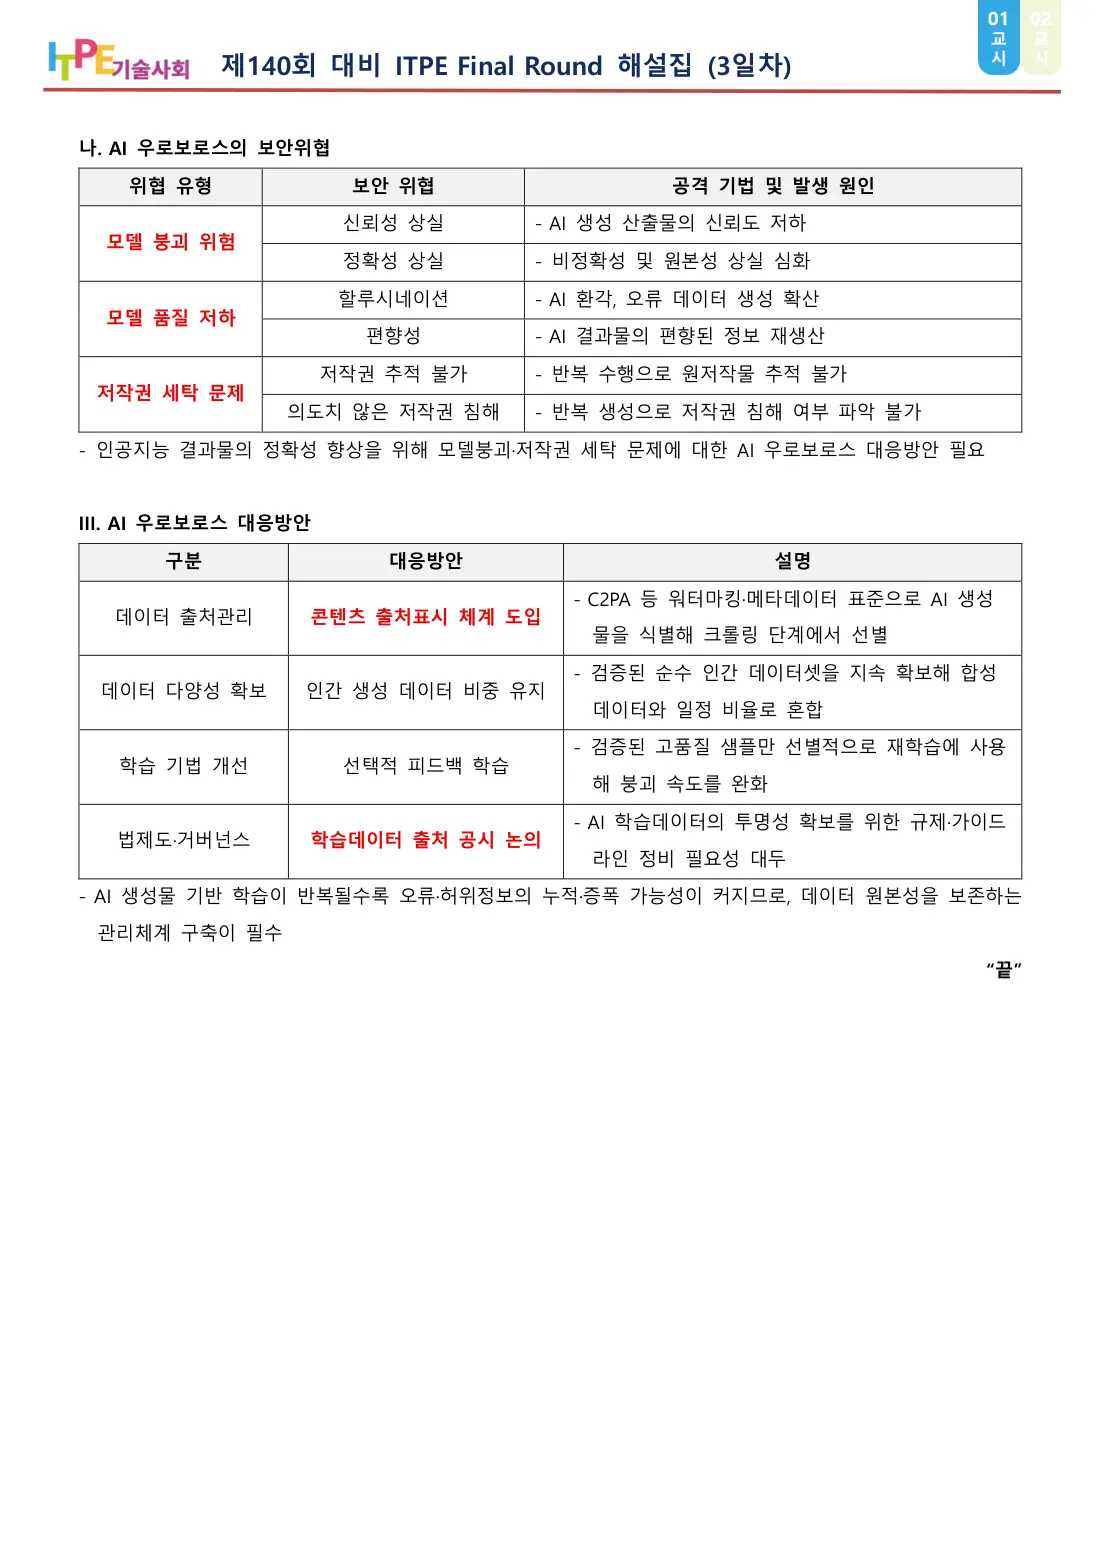 ITPE기술사회
제140회 대비 ITPE Final Round 해설집 (3일차)
01
교
시
02
교
시
나. AI 우로보로스의 보안위협
위협 유형 보안 위협 공격 기법 및 발생 원인
모델 붕괴 위험
신뢰성 상실 - AI 생성 산출물의 신뢰도 저하
정확성 상실 - 비정확성 및 원본성 상실 심화
모델 품질 저하
할루시네이션 - AI 환각, 오류 데이터 생성 확산
편향성 - AI 결과물의 편향된 정보 재생산
저작권 세탁 문제
저작권 추적 불가 - 반복 수행으로 원저작물 추적 불가
의도치 않은 저작권 침해 - 반복 생성으로 저작권 침해 여부 파악 불가
- 인공지능 결과물의 정확성 향상을 위해 모델붕괴·저작권 세탁 문제에 대한 AI 우로보로스 대응방안 필요
III. AI 우로보로스 대응방안
구분 대응방안 설명
데이터 출처관리 콘텐츠 출처표시 체계 도입
- C2PA 등 워터마킹·메타데이터 표준으로 AI 생성
물을 식별해 크롤링 단계에서 선별
데이터 다양성 확보 인간 생성 데이터 비중 유지
- 검증된 순수 인간 데이터셋을 지속 확보해 합성
데이터와 일정 비율로 혼합
학습 기법 개선 선택적 피드백 학습
- 검증된 고품질 샘플만 선별적으로 재학습에 사용
해 붕괴 속도를 완화
법제도·거버넌스 학습데이터 출처 공시 논의
- AI 학습데이터의 투명성 확보를 위한 규제·가이드
라인 정비 필요성 대두
- AI 생성물 기반 학습이 반복될수록 오류·허위정보의 누적·증폭 가능성이 커지므로, 데이터 원본성을 보존하는
관리체계 구축이 필수
“끝”